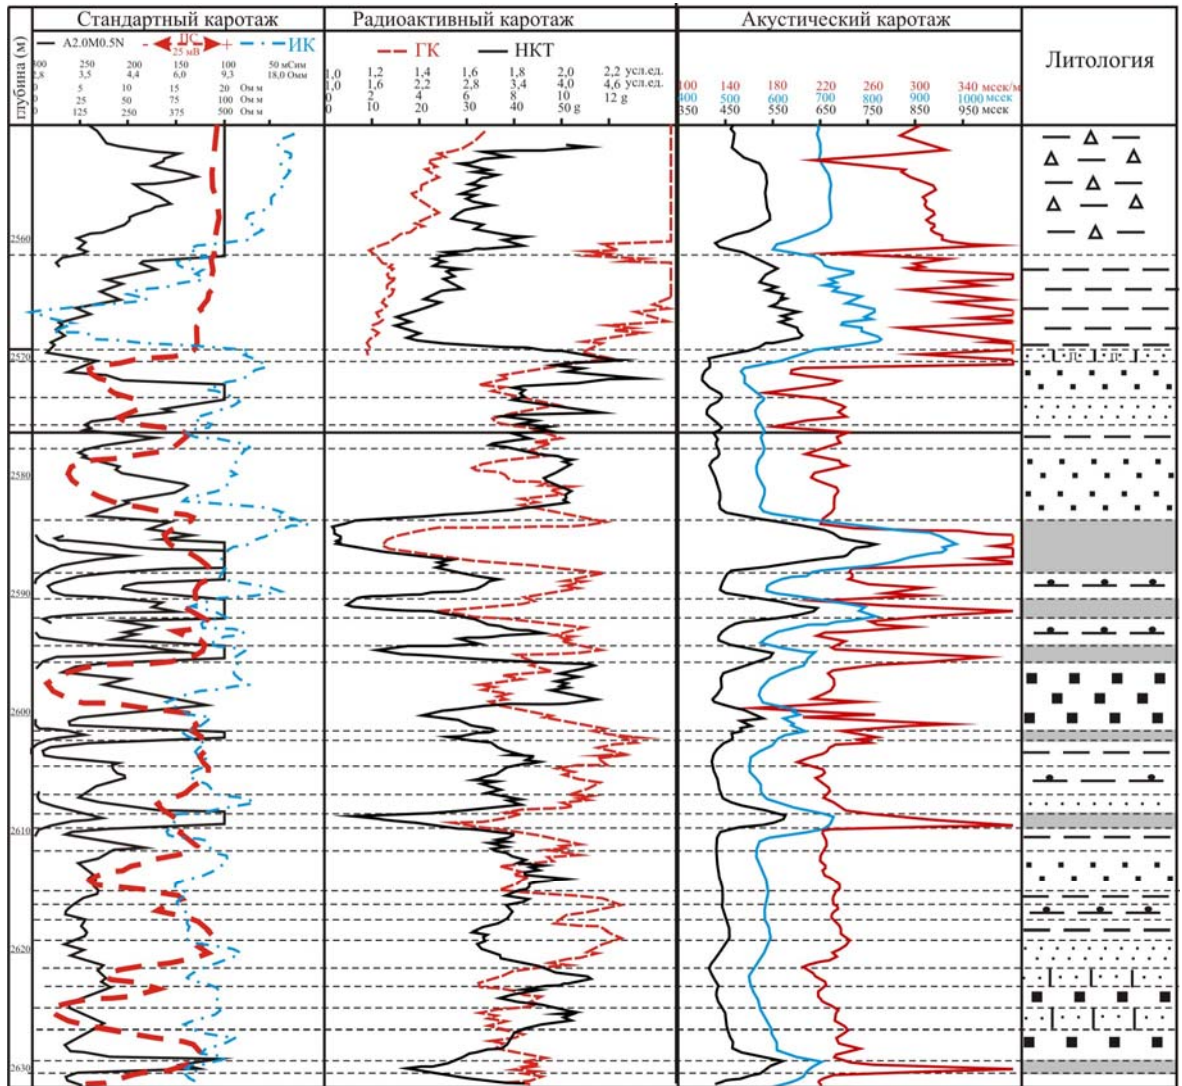 Стандартный каротаж
Радиоактивный каротаж
Акустический каротаж
Литология
глубина (м)
A2.0M0.5N
- ПС +
25 мВ
ИК
ГК
НКТ
300 250 200 150 100 50 мСим
2,8 3,5 4,4 6,0 9,3 18,0 Омм
0 5 10 15 20 Ом м
0 25 50 75 100 Ом м
0 125 250 375 500 Ом м
1,0 1,2 1,4 1,6 1,8 2,0 2,2 усл.ед.
1,0 1,6 2,2 2,8 3,4 4,0 4,6 усл.ед.
0 2 4 6 8 10 12 g
0 10 20 30 40 50 g
100 140 180 220 260 300 340 мсек/м
400 500 600 700 800 900 1000 мсек
350 450 550 650 750 850 950 мсек
2560
2520
П П
2580
2590
2600
2610
2620
2630